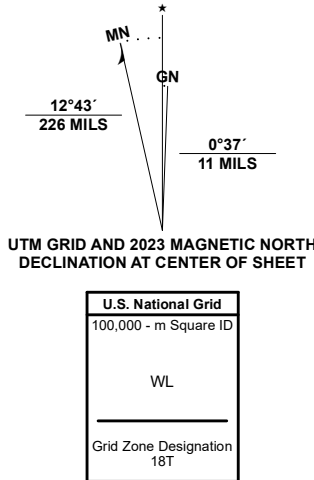 ★
MN
GN
12°43´
226 MILS
0°37´
11 MILS
UTM GRID AND 2023 MAGNETIC NORTH
DECLINATION AT CENTER OF SHEET
U.S. National Grid
100,000 - m Square ID
WL
Grid Zone Designation
18T